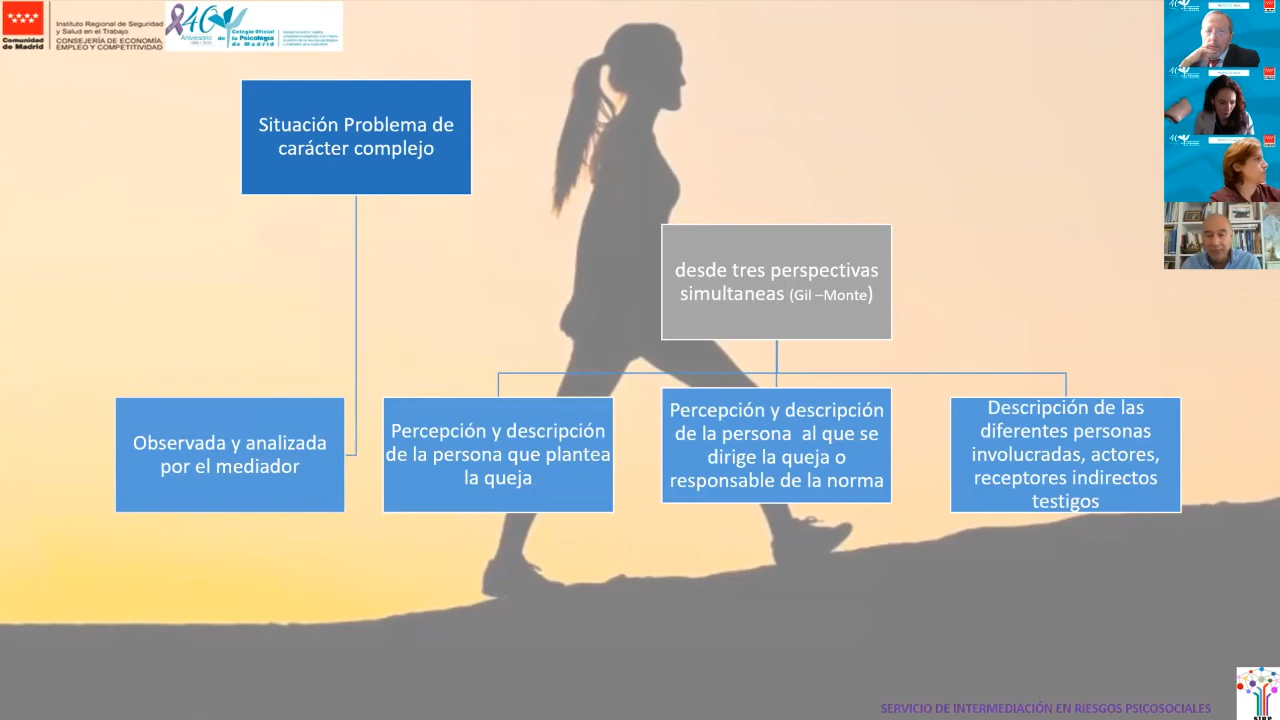 Comunidad
de Madrid
Instituto Regional de Seguridad
y Salud en el Trabajo
CONSEJERÍA DE ECONOMÍA,
EMPLEO Y COMPETITIVIDAD
40
Aniversario
Colegio Oficial
de la Psicología
de Madrid
Situación Problema de
carácter complejo
desde tres perspectivas
simultaneas (Gil –Monte)
Observada y analizada
por el mediador
Percepción y descripción
de la persona que plantea
la queja
Percepción y descripción
de la persona al que se
dirige la queja o
responsable de la norma
Descripción de las
diferentes personas
involucradas, actores,
receptores indirectos
testigos
SERVICIO DE INTERMEDIACIÓN EN RIESGOS PSICOSOCIALES